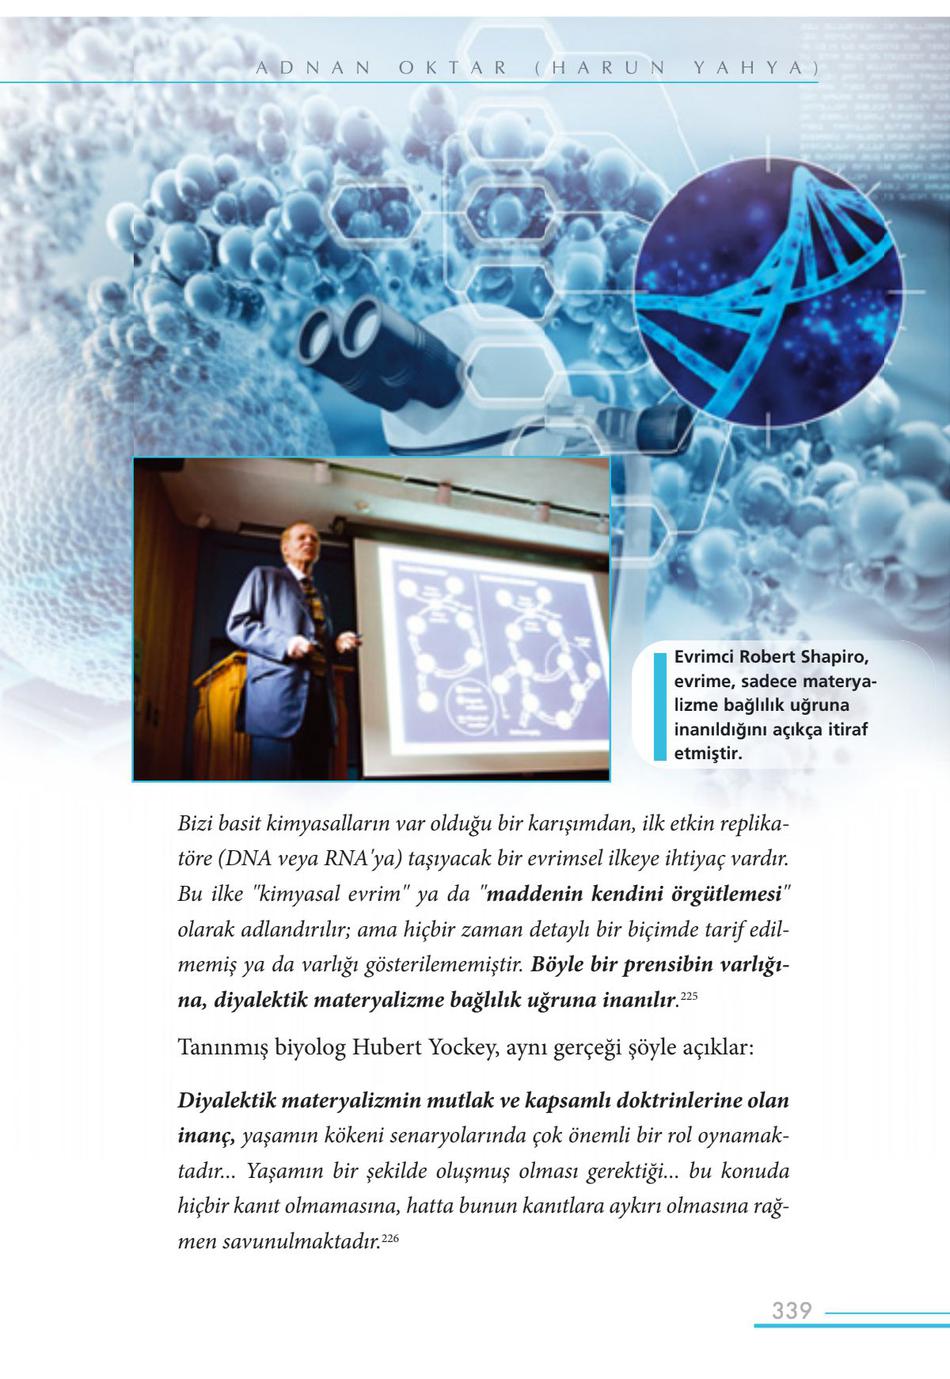 ADNAN OKTAR (HARUN YAHYA)
Evrimci Robert Shapiro,
evrime, sadece materya-
lizme bağlılık uğruna
inanıldığını açıkça itiraf
etmiştir.
Bizi basit kimyasalların var olduğu bir karışımdan, ilk etkin replika-
töre (DNA veya RNA'ya) taşıyacak bir evrimsel ilkeye ihtiyaç vardır.
Bu ilke "kimyasal evrim" ya da "maddenin kendini örgütlemesi"
olarak adlandırılır; ama hiçbir zaman detaylı bir biçimde tarif edil-
memiş ya da varlığı gösterilememiştir. Böyle bir prensibin varlığı-
na, diyalektik materyalizme bağlılık uğruna inanılır.225
Tanınmış biyolog Hubert Yockey, aynı gerçeği şöyle açıklar:
Diyalektik materyalizmin mutlak ve kapsamlı doktrinlerine olan
inanç, yaşamın kökeni senaryolarında çok önemli bir rol oynamak-
tadır... Yaşamın bir şekilde oluşmuş olması gerektiği... bu konuda
hiçbir kanıt olmamasına, hatta bunun kanıtlara aykırı olmasına rağ-
men savunulmaktadır.226
339